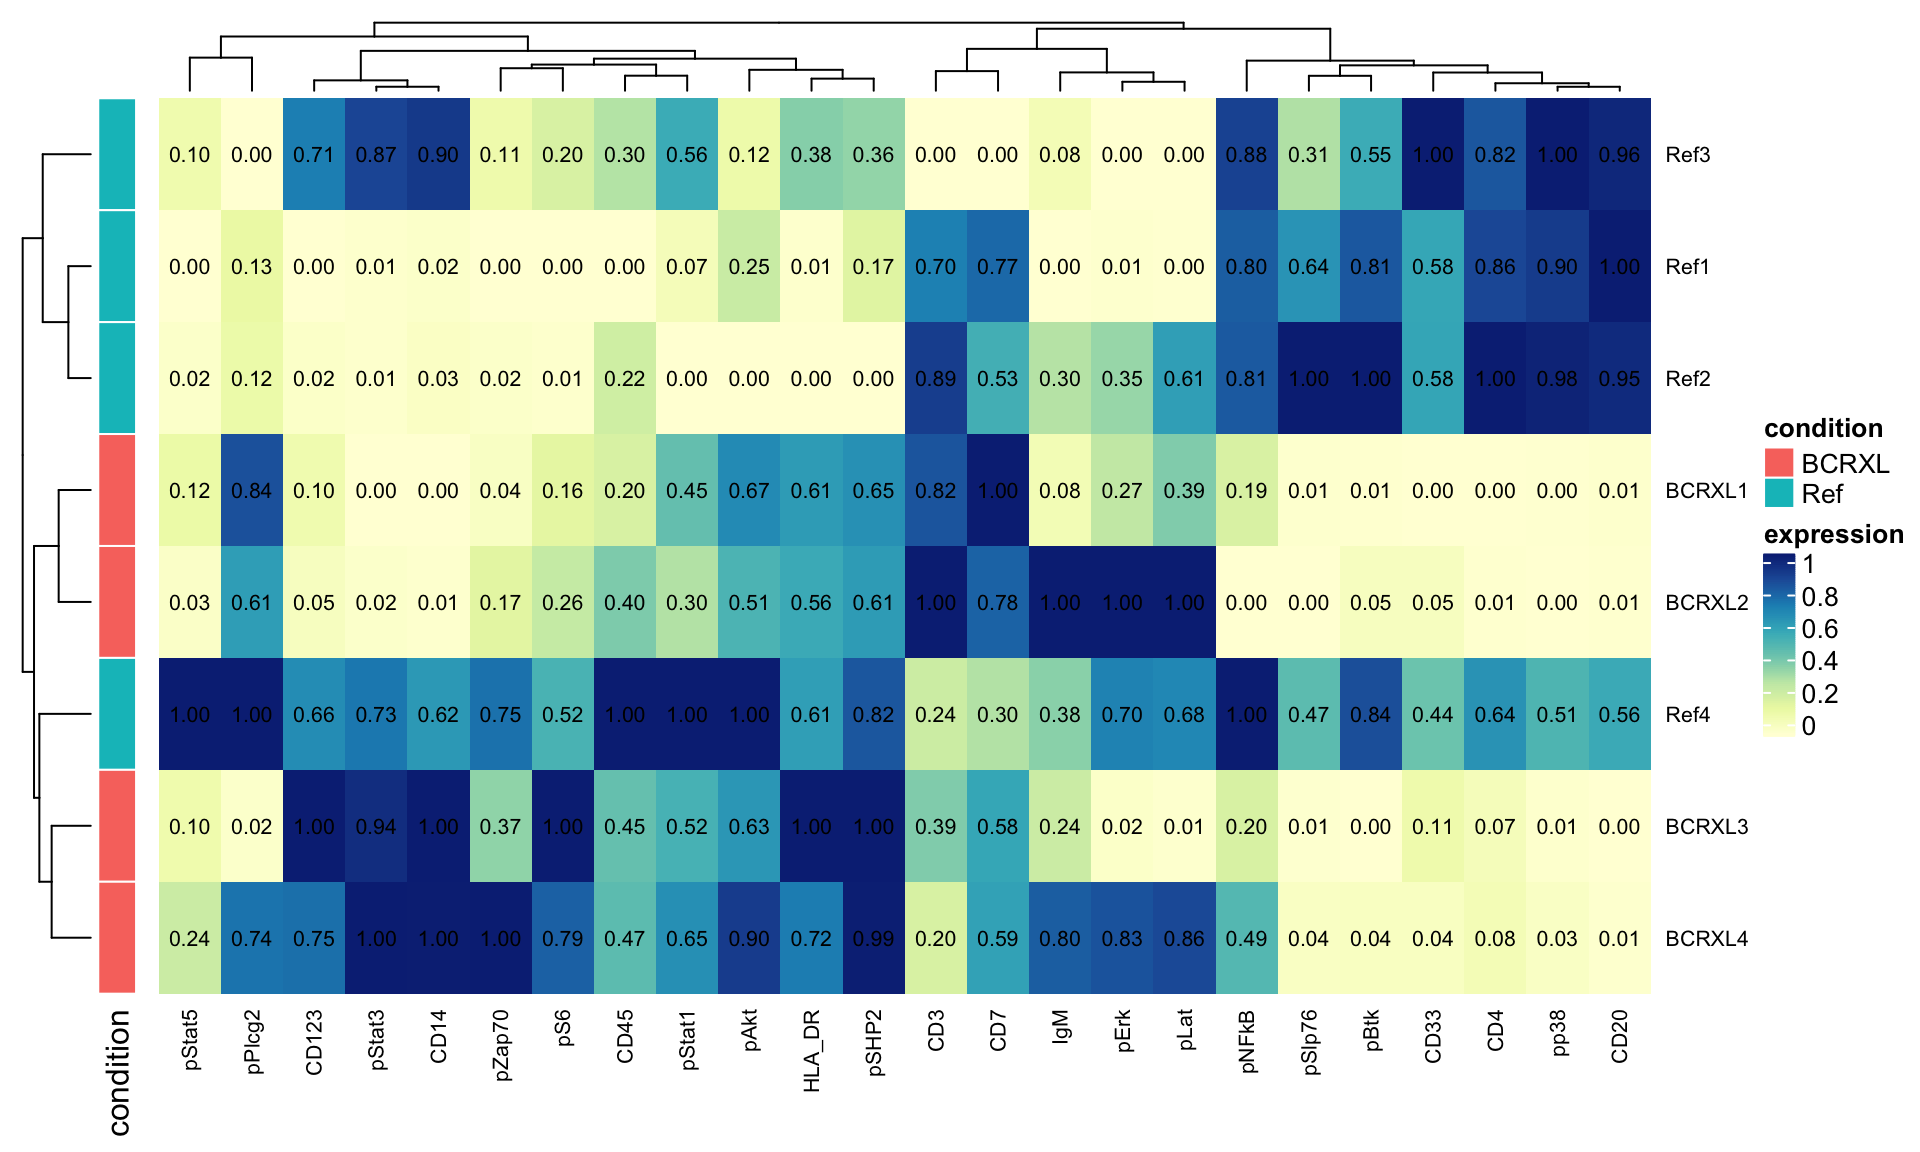 0.10 0.00 0.71 0.87 0.90 0.11 0.20 0.30 0.56 0.12 0.38 0.36 0.00 0.00 0.08 0.00 0.00 0.88 0.31 0.55 1.00 0.82 1.00 0.96 Ref3
0.00 0.13 0.00 0.01 0.02 0.00 0.00 0.00 0.07 0.25 0.01 0.17 0.70 0.77 0.00 0.01 0.00 0.80 0.64 0.81 0.58 0.86 0.90 1.00 Ref1
0.02 0.12 0.02 0.01 0.03 0.02 0.01 0.22 0.00 0.00 0.00 0.00 0.89 0.53 0.30 0.35 0.61 0.81 1.00 1.00 0.58 1.00 0.98 0.95 Ref2
0.12 0.84 0.10 0.00 0.00 0.04 0.16 0.20 0.45 0.67 0.61 0.65 0.82 1.00 0.08 0.27 0.39 0.19 0.01 0.01 0.00 0.00 0.00 0.01 BCRXL1
0.03 0.61 0.05 0.02 0.01 0.17 0.26 0.40 0.30 0.51 0.56 0.61 1.00 0.78 1.00 1.00 1.00 0.00 0.00 0.05 0.05 0.01 0.00 0.01 BCRXL2
1.00 1.00 0.66 0.73 0.62 0.75 0.52 1.00 1.00 1.00 0.61 0.82 0.24 0.30 0.38 0.70 0.68 1.00 0.47 0.84 0.44 0.64 0.51 0.56 Ref4
0.10 0.02 1.00 0.94 1.00 0.37 1.00 0.45 0.52 0.63 1.00 1.00 0.39 0.58 0.24 0.02 0.01 0.20 0.01 0.00 0.11 0.07 0.01 0.00 BCRXL3
0.24 0.74 0.75 1.00 1.00 1.00 0.79 0.47 0.65 0.90 0.72 0.99 0.20 0.59 0.80 0.83 0.86 0.49 0.04 0.04 0.04 0.08 0.03 0.01 BCRXL4
condition
pStat5 pPlcg2 CD123 pStat3 CD14 pZap70 pS6 CD45 pStat1 pAkt HLA_DR pSHP2 CD3 CD7 IgM pErk pLat pNFkB pSlp76 pBtk CD33 CD4 pp38 CD20
condition
BCRXL
Ref
expression
1
0.8
0.6
0.4
0.2
0